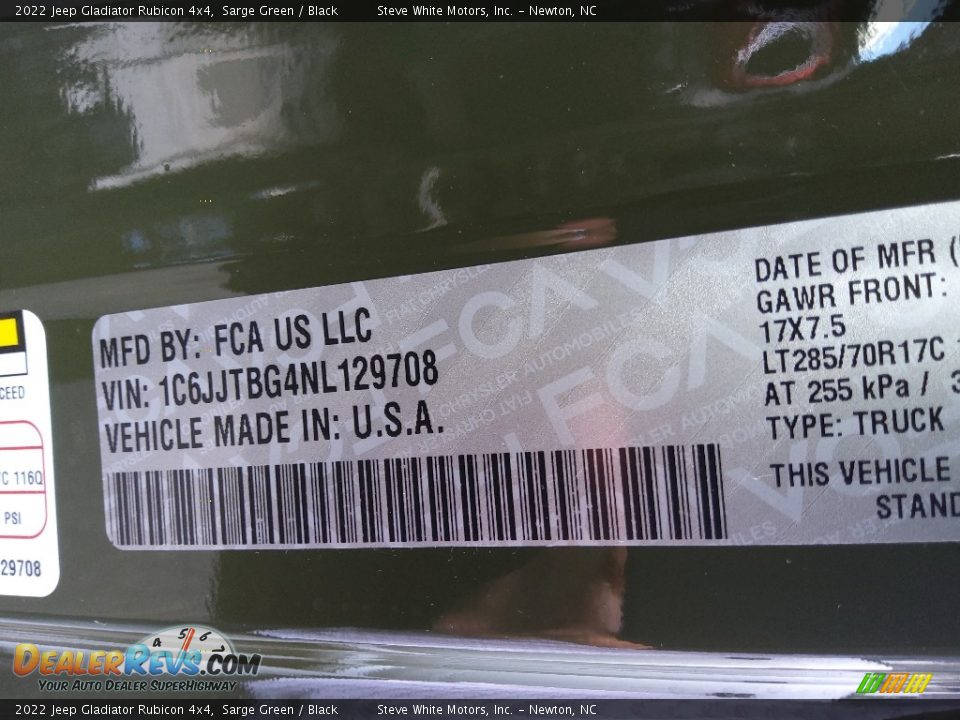 2022 Jeep Gladiator Rubicon 4x4, Sarge Green / Black Steve White Motors, Inc. – Newton, NC
MFD BY: FCA US LLC
VIN: 1C6JJTBG4NL129708
VEHICLE MADE IN: U.S.A.
DATE OF MFR
GAWR FRONT:
17X7.5
LT285/70R17C
AT 255 kPa /
TYPE: TRUCK
THIS VEHICLE
STAND
CEED
C 116Q
PSI
29708
4 5 6
DealerRevs.com
Your Auto Dealer SuperHighway
2022 Jeep Gladiator Rubicon 4x4, Sarge Green / Black Steve White Motors, Inc. – Newton, NC